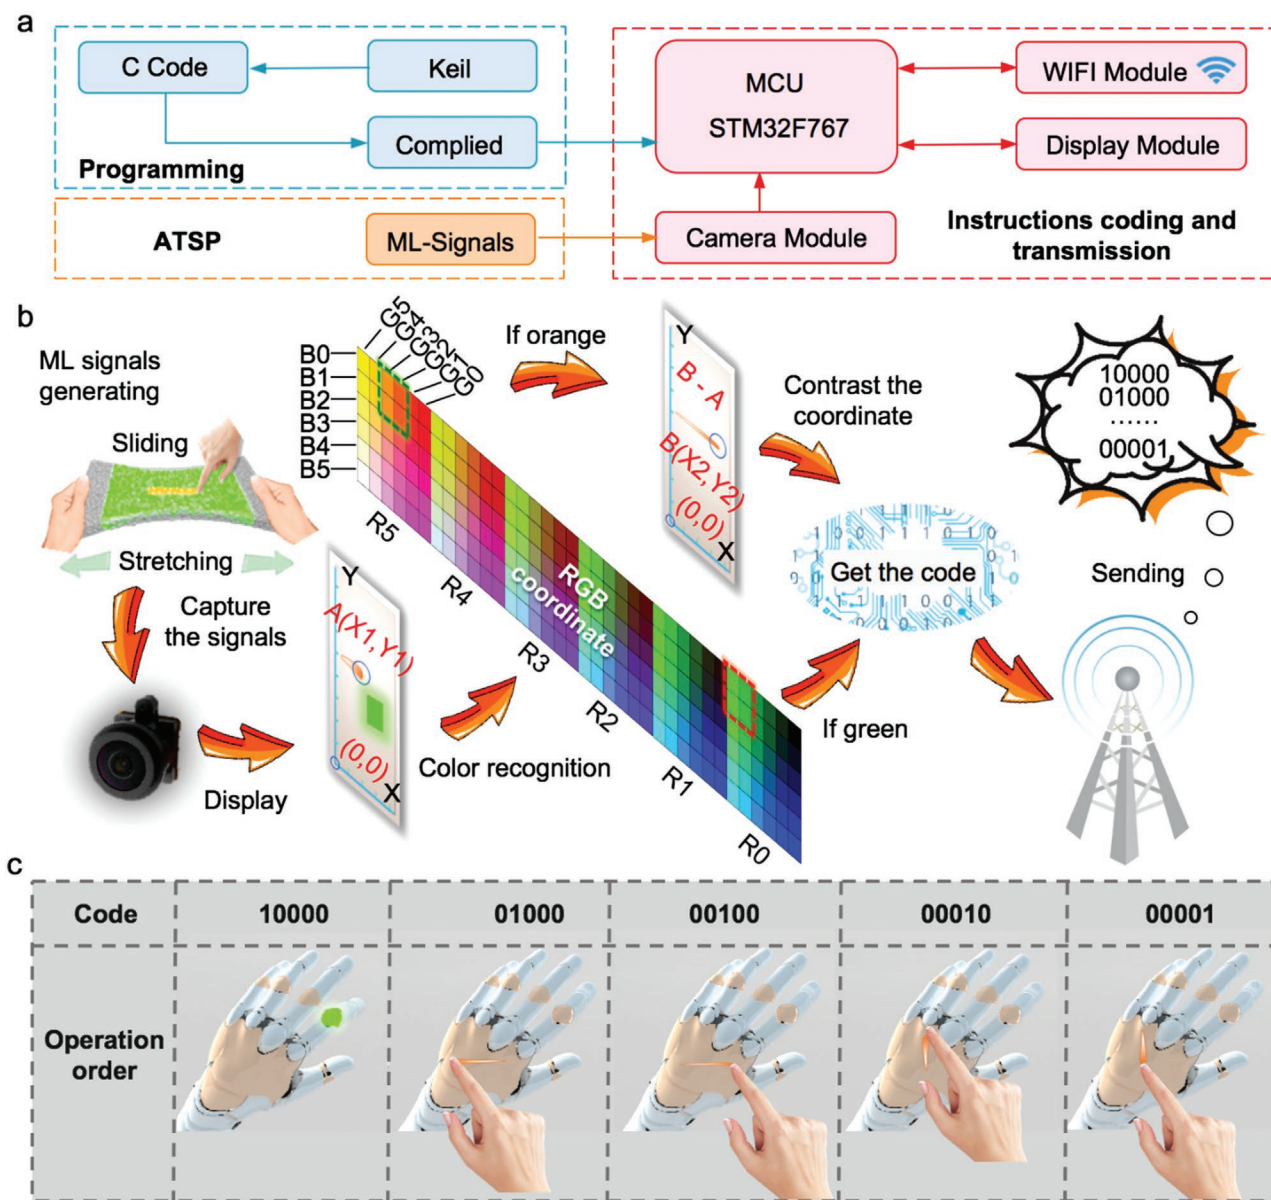 a
C Code
Keil
Complied
Programming
MCU
STM32F767
WIFI Module
Display Module
Camera Module
Instructions coding and
transmission
ATSP
ML-Signals
b
ML signals
generating
Sliding
Stretching
Capture
the signals
Display
Y
A(X1,Y1)
(0,0)
X
Color recognition
G5
G4
G3
G2
G1
G0
B0
B1
B2
B3
B4
B5
R5
R4
R3
R2
R1
R0
RGB
coordinate
If orange
Y
B - A
B(X2,Y2)
(0,0)
X
Contrast the
coordinate
If green
Get the code
10000
01000
......
00001
Sending
c
Code
10000
01000
00100
00010
00001
Operation
order